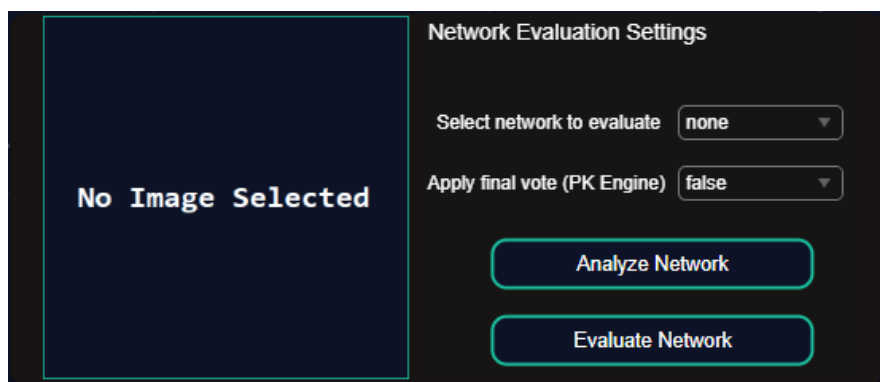 No Image Selected
Network Evaluation Settings
Select network to evaluate none
Apply final vote (PK Engine) false
Analyze Network
Evaluate Network